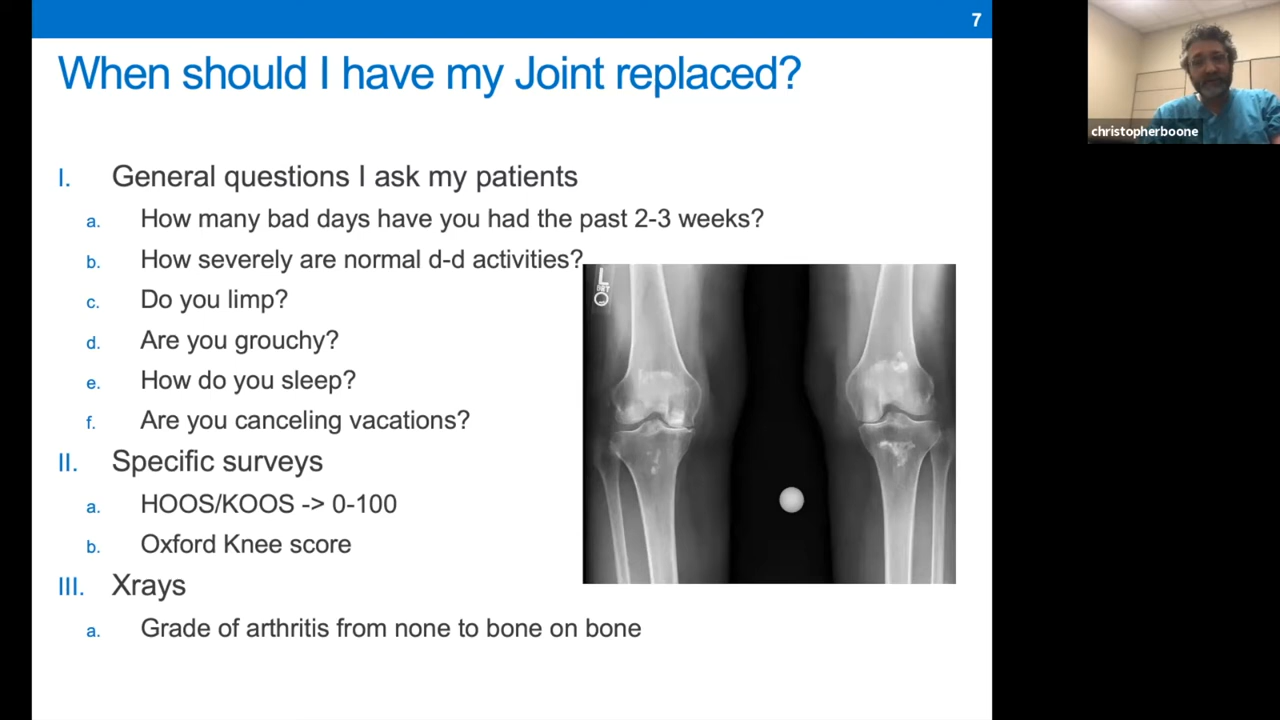 7
When should I have my Joint replaced?
christopherboone
I. General questions I ask my patients
a. How many bad days have you had the past 2-3 weeks?
b. How severely are normal d-d activities?
c. Do you limp?
d. Are you grouchy?
e. How do you sleep?
f. Are you canceling vacations?
II. Specific surveys
a. HOOS/KOOS -> 0-100
b. Oxford Knee score
III. Xrays
a. Grade of arthritis from none to bone on bone
L